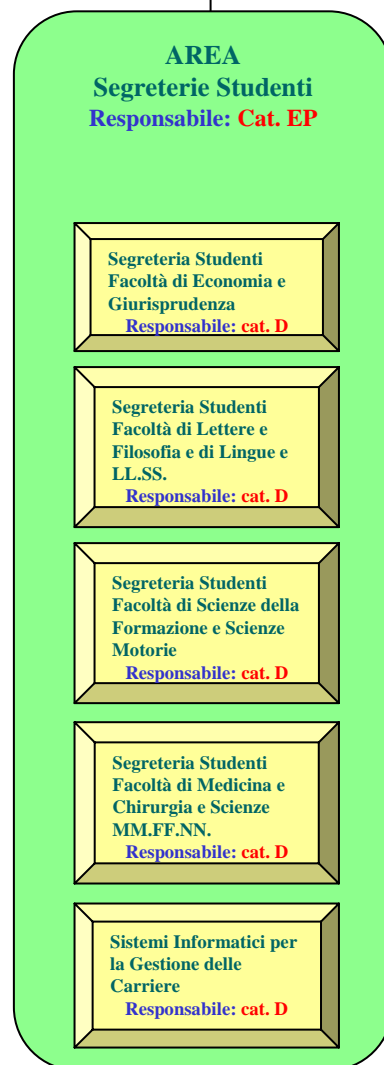 AREA
Segreterie Studenti
Responsabile: Cat. EP
Segreteria Studenti
Facoltà di Economia e
Giurisprudenza
Responsabile: cat. D
Segreteria Studenti
Facoltà di Lettere e
Filosofia e di Lingue e
LL.SS.
Responsabile: cat. D
Segreteria Studenti
Facoltà di Scienze della
Formazione e Scienze
Motorie
Responsabile: cat. D
Segreteria Studenti
Facoltà di Medicina e
Chirurgia e Scienze
MM.FF.NN.
Responsabile: cat. D
Sistemi Informatici per
la Gestione delle
Carriere
Responsabile: cat. D